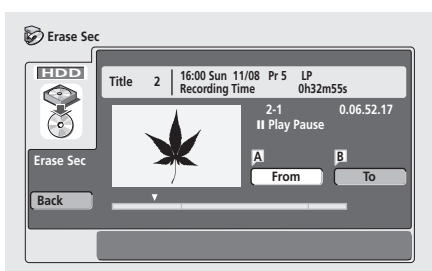 Erase Sec
HDD
Title 2 16:00 Sun 11/08 Pr 5 LP
Recording Time 0h32m55s
2-1 0.06.52.17
Play Pause
A B
Erase Sec
From To
Back